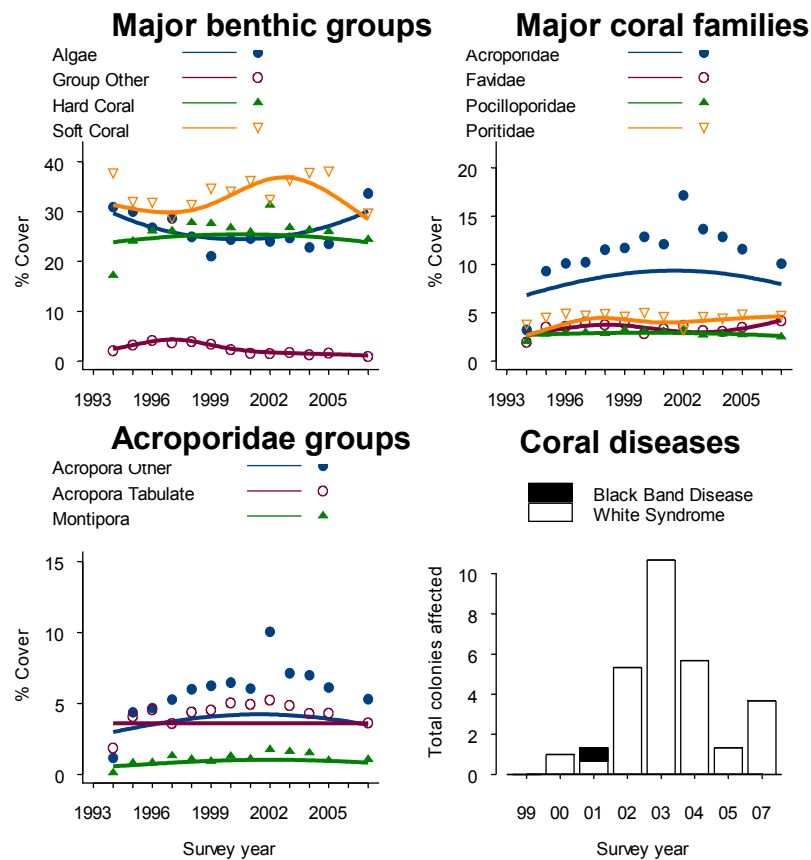 Major benthic groups
Algae
Group Other
Hard Coral
Soft Coral
% Cover
40
30
20
10
0
1993 1996 1999 2002 2005
Major coral families
Acroporidae
Favidae
Pocilloporidae
Poritidae
% Cover
20
15
10
5
0
1993 1996 1999 2002 2005
Acroporidae groups
Acropora Other
Acropora Tabulate
Montipora
% Cover
15
10
5
0
1993 1996 1999 2002 2005
Survey year
Coral diseases
Black Band Disease
White Syndrome
Total colonies affected
10
8
6
4
2
0
99 00 01 02 03 04 05 07
Survey year